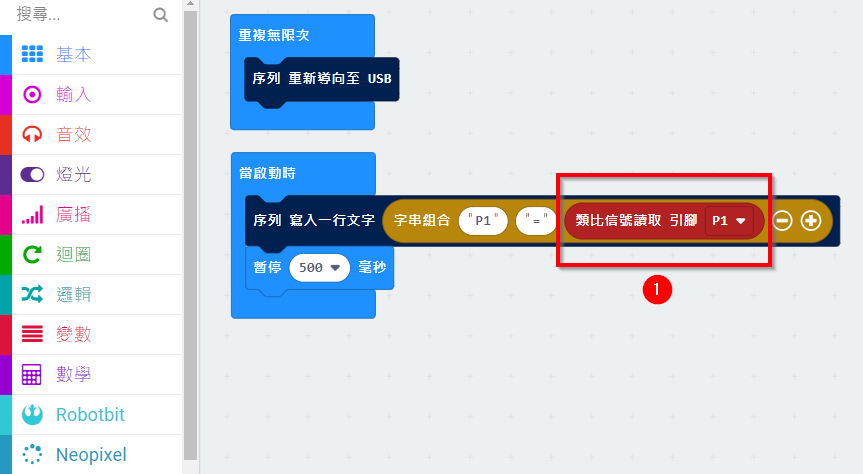 搜尋...
基本
輸入
音效
燈光
廣播
迴圈
邏輯
變數
數學
Robotbit
Neopixel
重複無限次
序列 重新導向至 USB
當啟動時
序列 寫入一行文字 字串組合 "P1" "=" 類比信號讀取 引腳 P1
暫停 500 毫秒
1